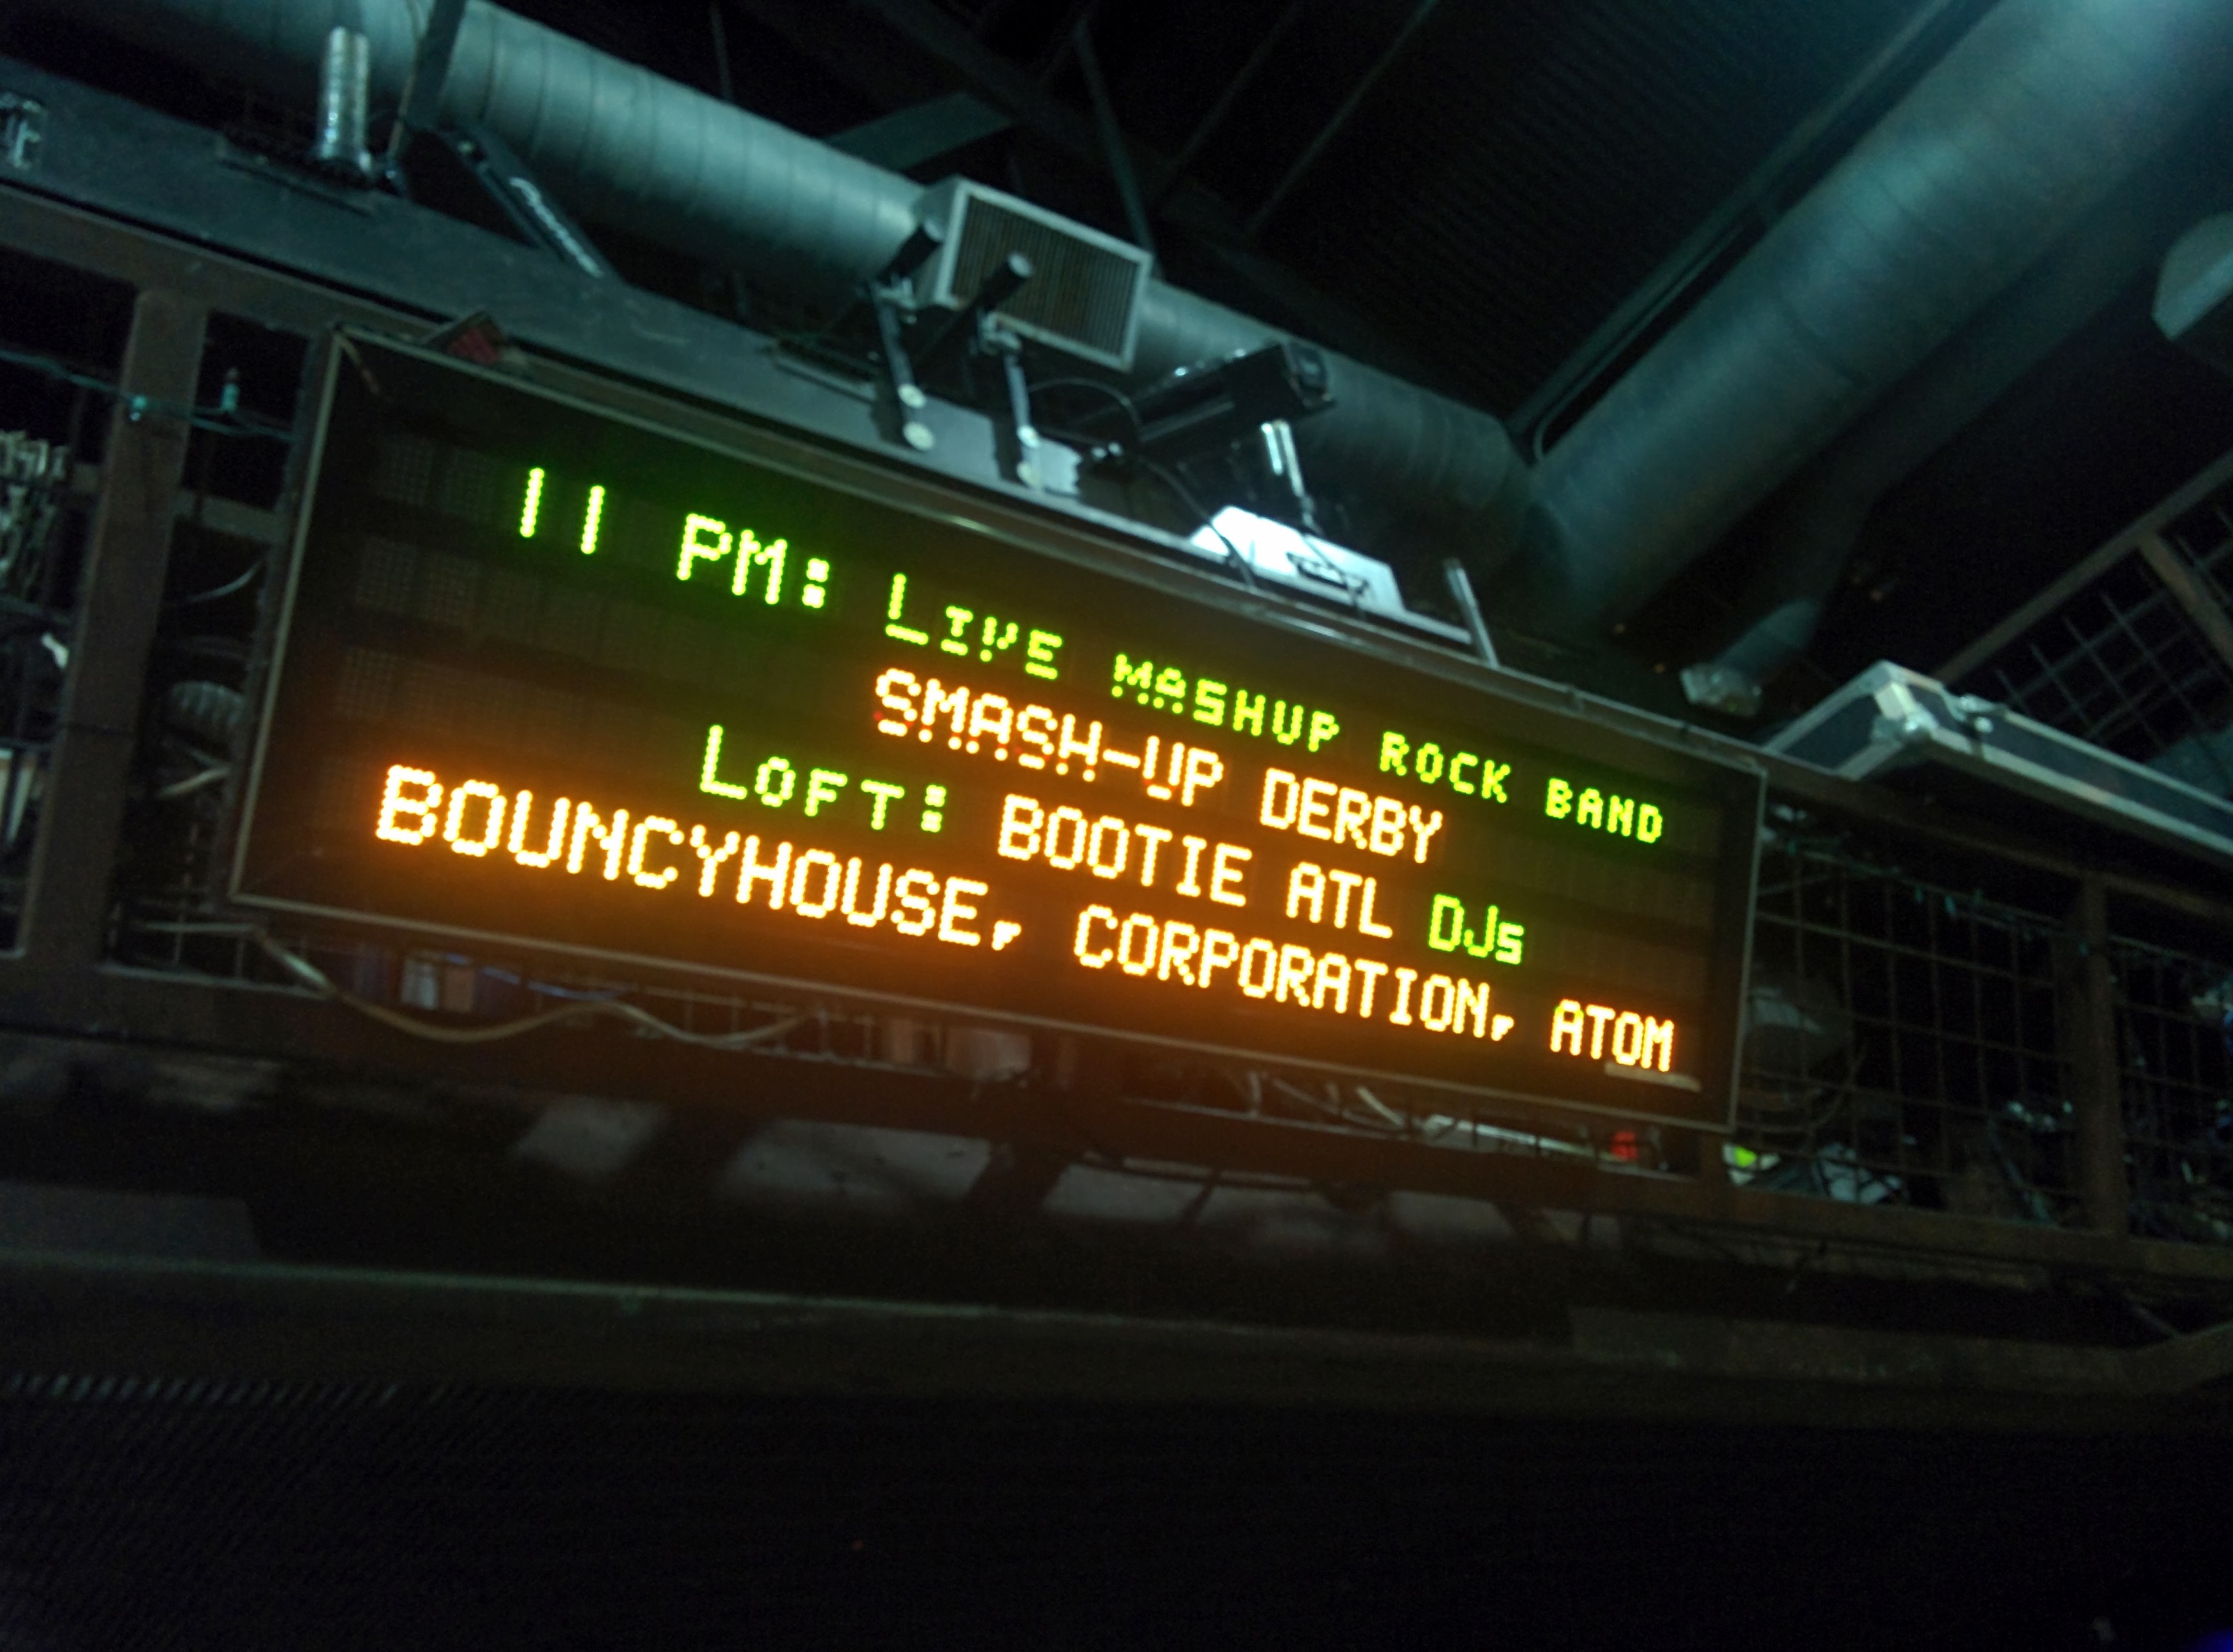 11 PM: LIVE MASHUP ROCK BAND
SMASH-UP DERBY
LOFT: BOOTIE ATL DJs
BOUNCYHOUSE, CORPORATION, ATOM